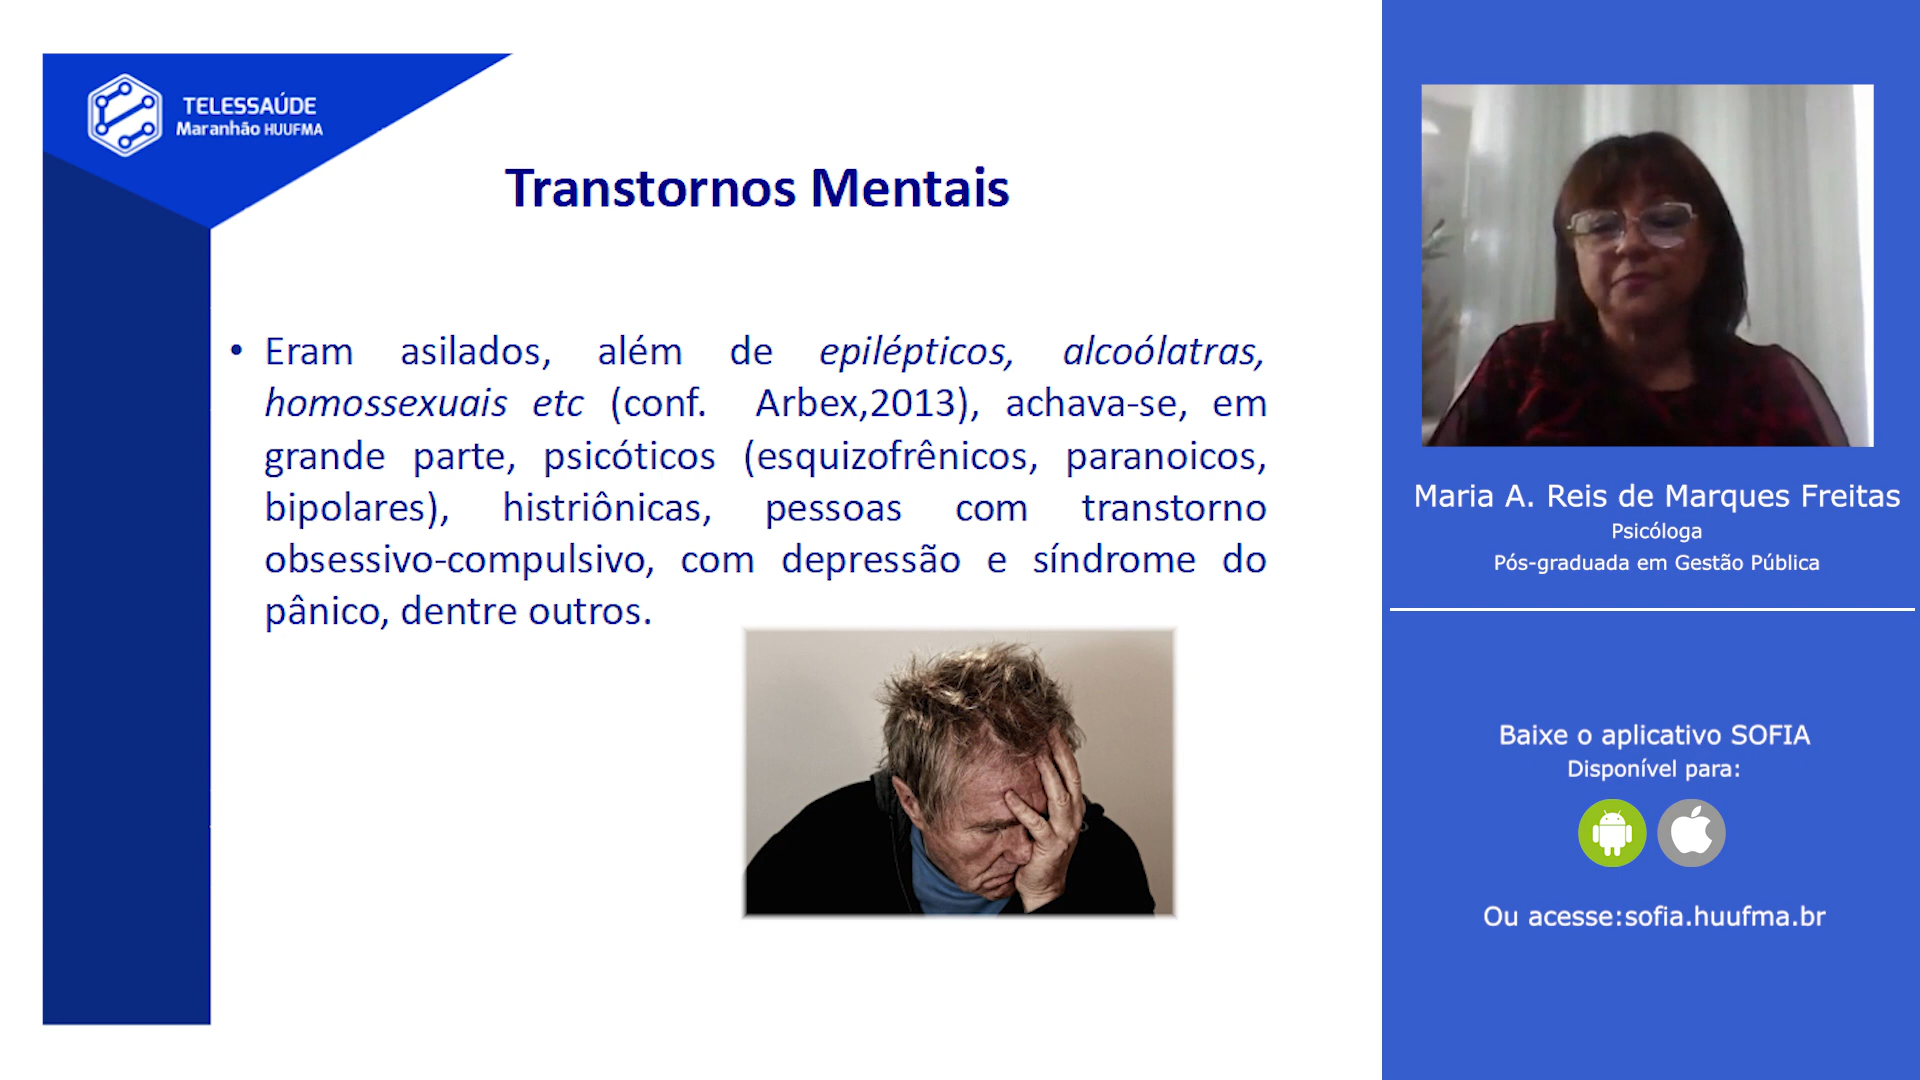 TELESSAÚDE
Maranhão HUUFMA
Transtornos Mentais
• Eram asilados, além de epilépticos, alcoólatras,
homossexuais etc (conf. Arbex,2013), achava-se, em
grande parte, psicóticos (esquizofrênicos, paranoicos,
bipolares), histriônicas, pessoas com transtorno
obsessivo-compulsivo, com depressão e síndrome do
pânico, dentre outros.
Maria A. Reis de Marques Freitas
Psicóloga
Pós-graduada em Gestão Pública
Baixe o aplicativo SOFIA
Disponível para:
Ou acesse:sofia.huufma.br